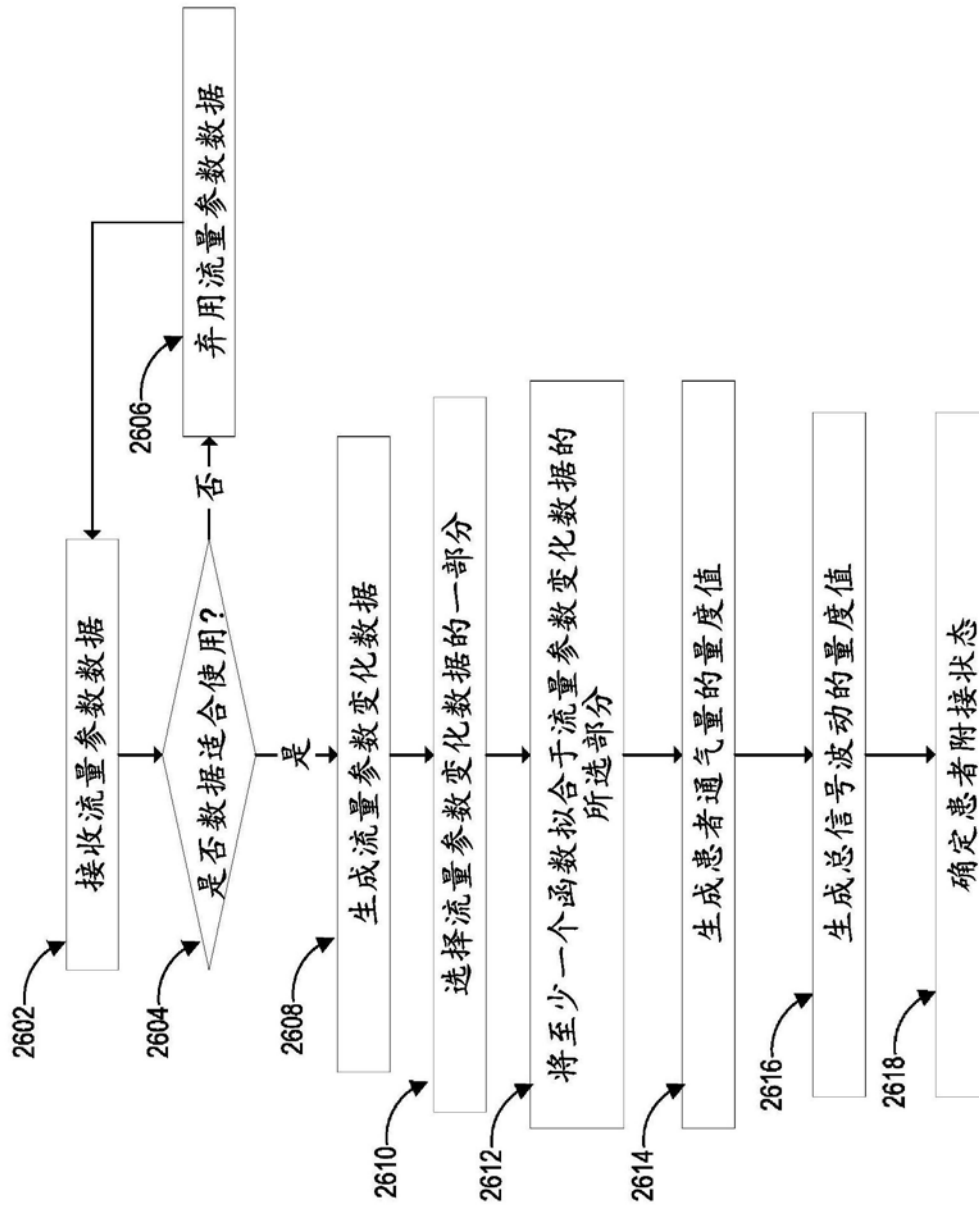 2602
接收流量参数数据
2604
是否数据适合使用?
否
2606
弃用流量参数数据
是
2608
生成流量参数变化数据
2610
选择流量参数变化数据的一部分
2612
将至少一个函数拟合于流量参数变化数据的
所选部分
2614
生成患者通气量的量度值
2616
生成总信号波动的量度值
2618
确定患者附接状态